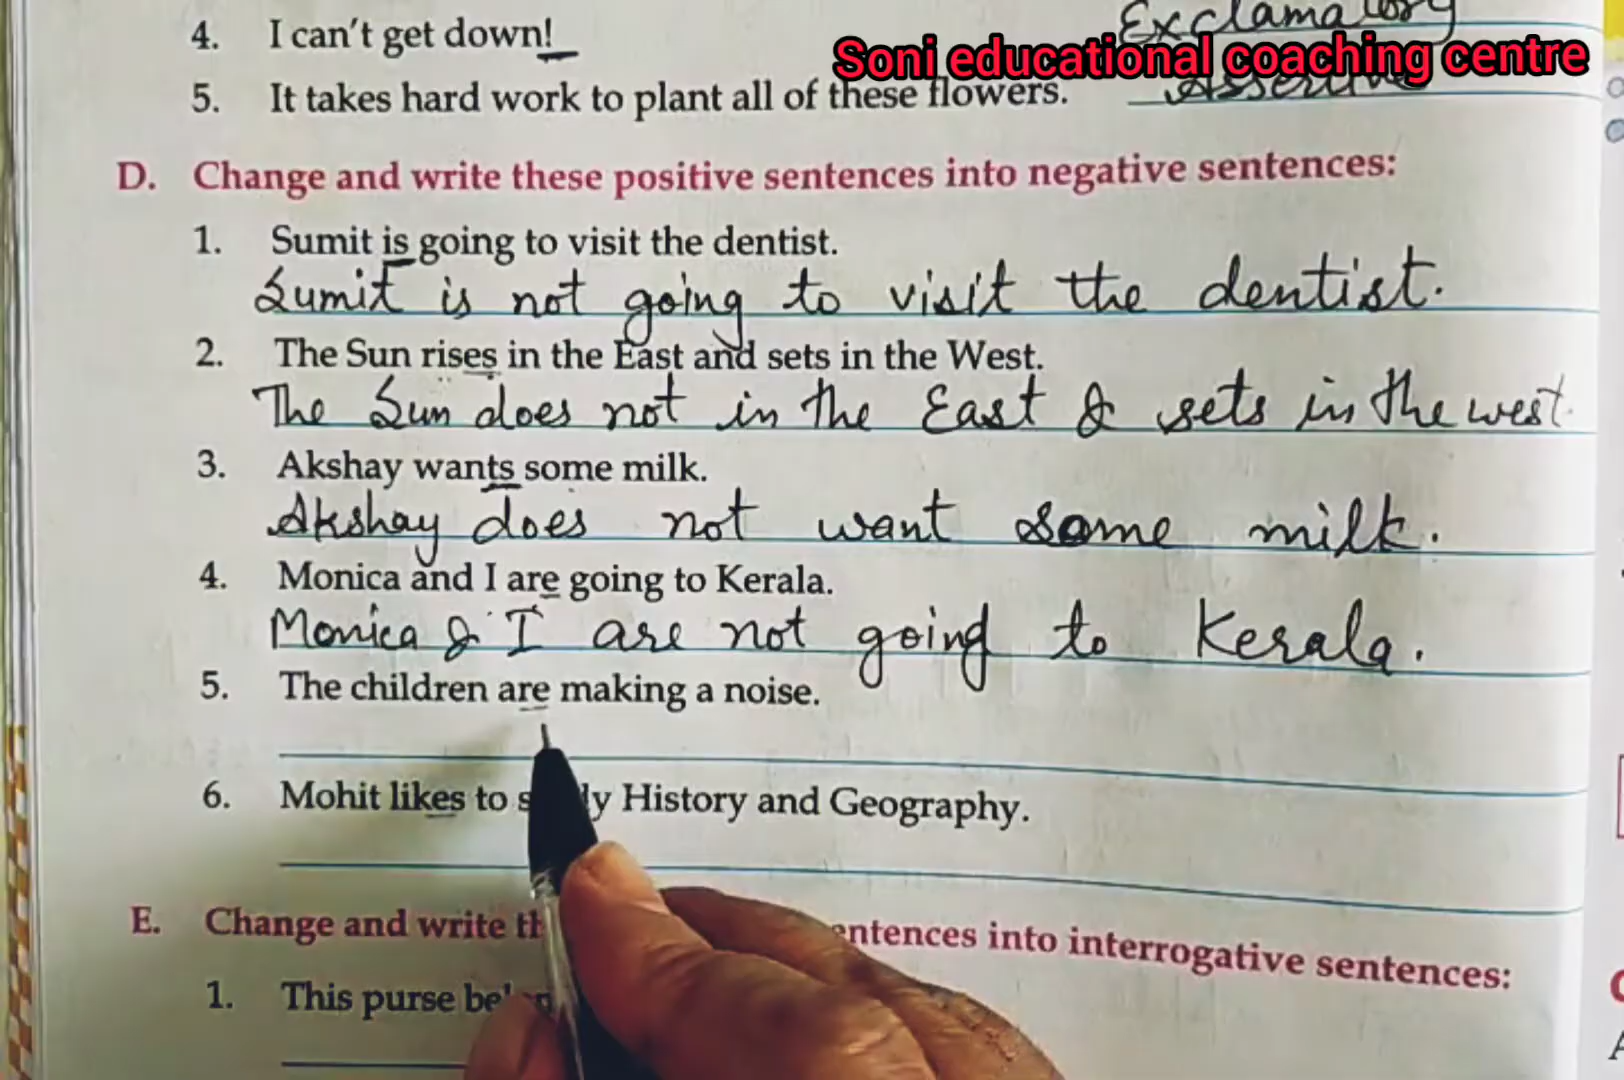 4. I can't get down! Exclamatory
Soni educational coaching centre
5. It takes hard work to plant all of these flowers. Assertive
D. Change and write these positive sentences into negative sentences:
1. Sumit is going to visit the dentist.
Sumit is not going to visit the dentist.
2. The Sun rises in the East and sets in the West.
The Sun does not in the East & sets in the west.
3. Akshay wants some milk.
Akshay does not want some milk.
4. Monica and I are going to Kerala.
Monica & I are not going to Kerala.
5. The children are making a noise.
6. Mohit likes to History and Geography.
E. Change and write into interrogative sentences:
1. This purse